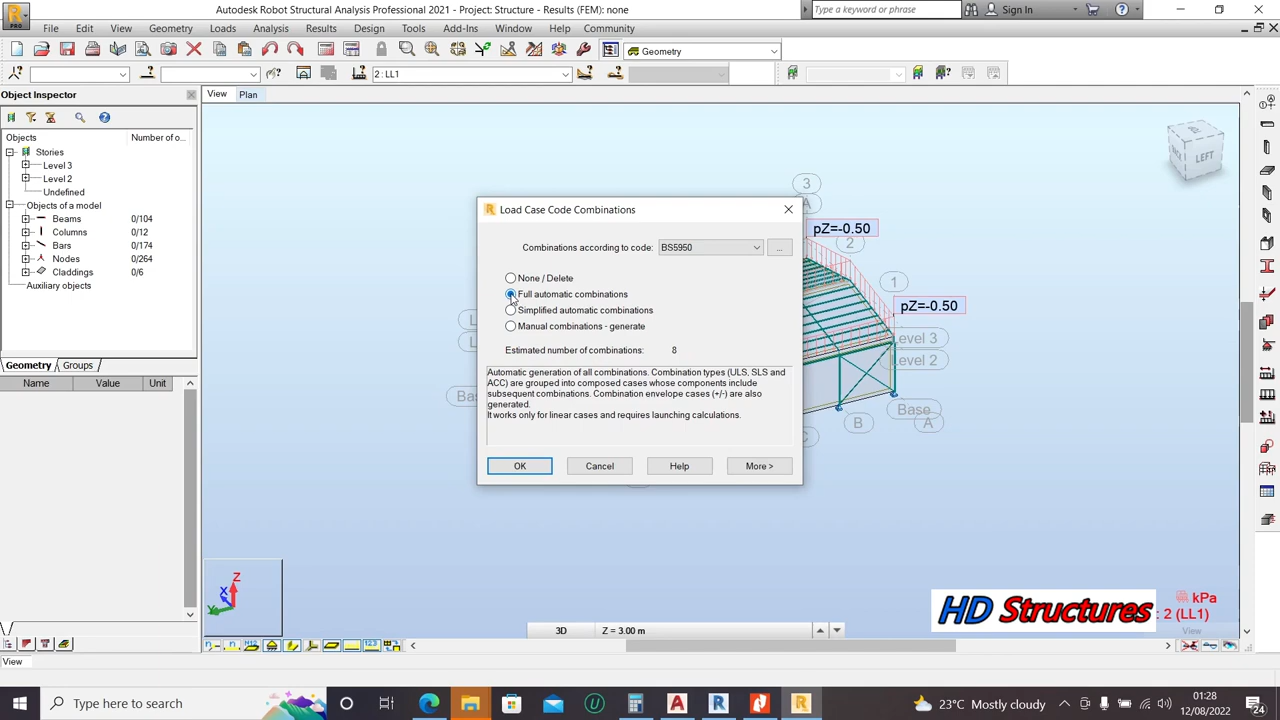 PRO
Autodesk Robot Structural Analysis Professional 2021 - Project: Structure - Results (FEM): none
Type a keyword or phrase
Sign In
File Edit View Geometry Loads Analysis Results Design Tools Add-Ins Window Help Community
Geometry
2 : LL1
Object Inspector
View Plan
Objects Number of o...
Stories
Level 3
Level 2
Undefined
Objects of a model
Beams 0/104
Columns 0/12
Bars 0/174
Nodes 0/264
Claddings 0/6
Auxiliary objects
Geometry Groups
Name Value Unit
Load Case Code Combinations
Combinations according to code: BS5950 ...
None / Delete
Full automatic combinations
Simplified automatic combinations
Manual combinations - generate
Estimated number of combinations: 8
Automatic generation of all combinations. Combination types (ULS, SLS and
ACC) are grouped into composed cases whose components include
subsequent combinations. Combination envelope cases (+/-) are also
generated.
It works only for linear cases and requires launching calculations.
OK Cancel Help More >
3
A
pZ=-0.50
2
1
pZ=-0.50
Level 3
Level 2
Base
A
B
C
LEFT
Z
X
Y
3D Z = 3.00 m
HD Structures
kPa
: 2 (LL1)
View
View
Type here to search
23°C Mostly cloudy
01:28
12/08/2022
24